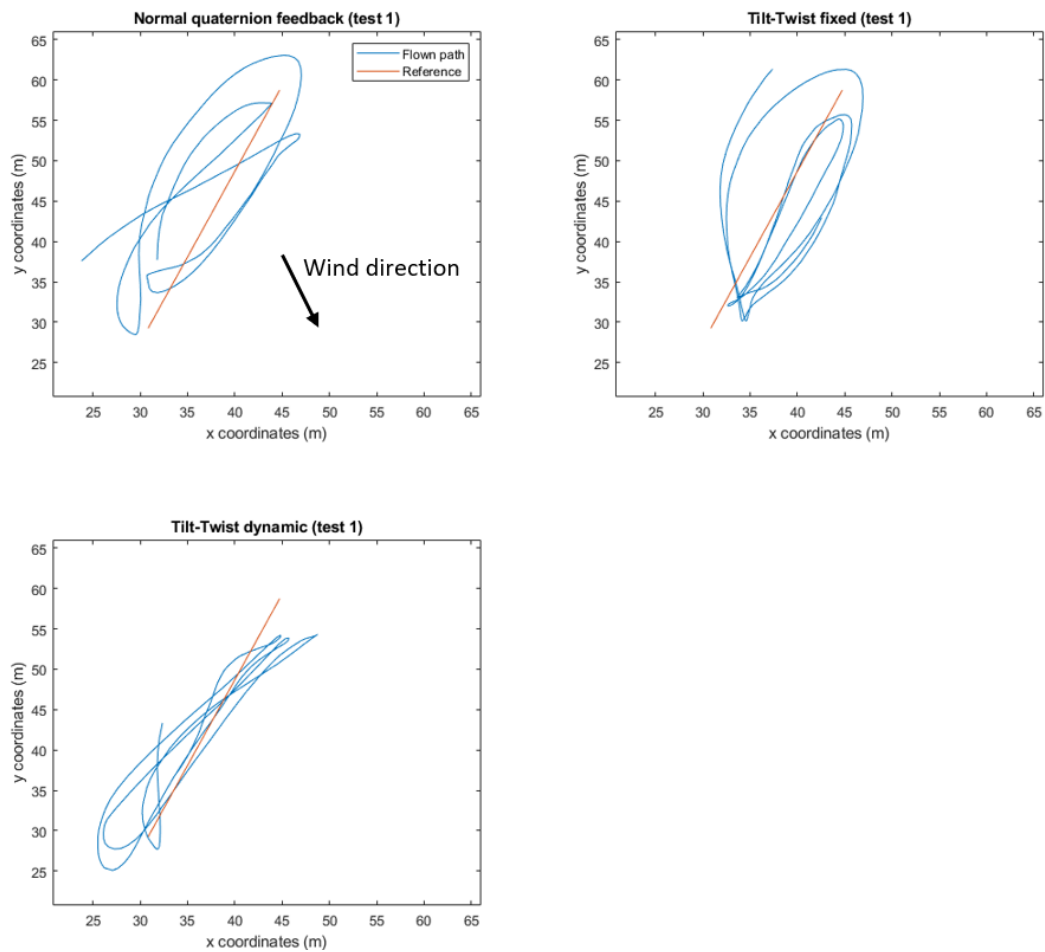 Normal quaternion feedback (test 1)
65
60
55
50
45
40
35
30
25
y coordinates (m)
25 30 35 40 45 50 55 60 65
x coordinates (m)
Flown path
Reference
Wind direction
Tilt-Twist fixed (test 1)
65
60
55
50
45
40
35
30
25
y coordinates (m)
25 30 35 40 45 50 55 60 65
x coordinates (m)
Tilt-Twist dynamic (test 1)
65
60
55
50
45
40
35
30
25
y coordinates (m)
25 30 35 40 45 50 55 60 65
x coordinates (m)